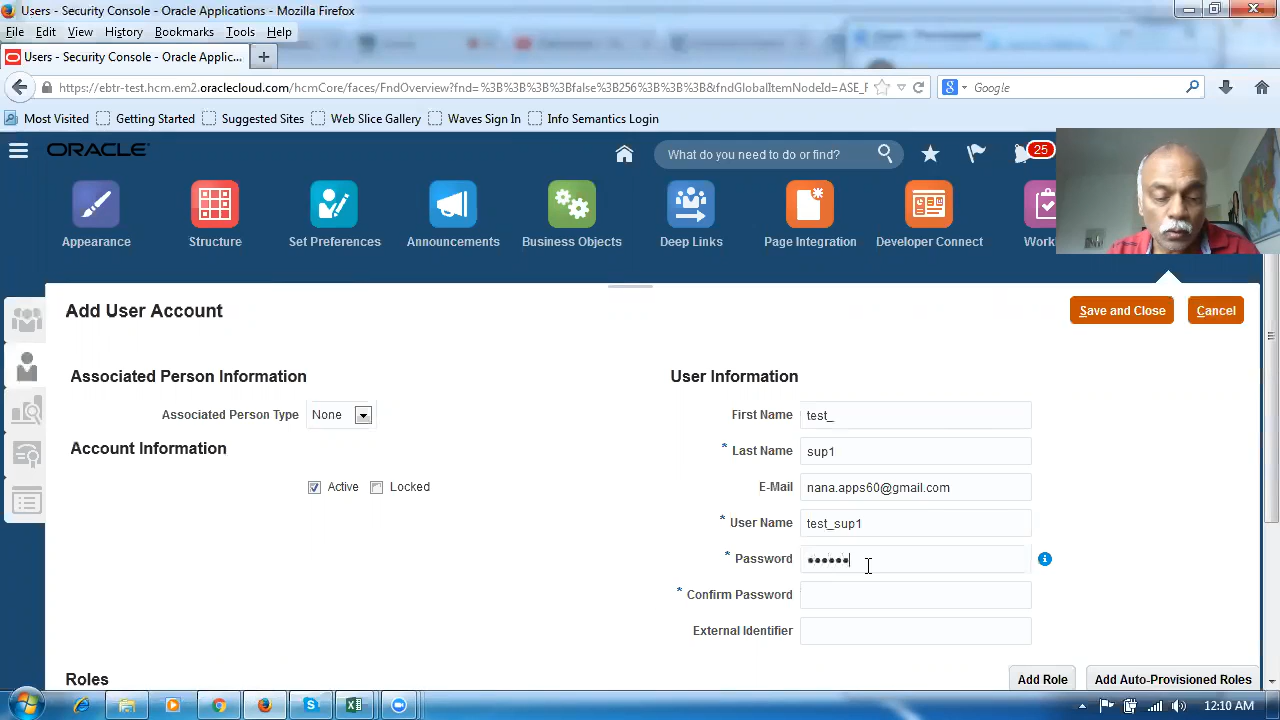 Users - Security Console - Oracle Applications - Mozilla Firefox
File Edit View History Bookmarks Tools Help
Users - Security Console - Oracle Applic...
https://ebtr-test.hcm.em2.oraclecloud.com/hcmCore/faces/FndOverview?fnd=%3B%3B%3B%3Bfalse%3B256%3B%3B%3B&fndGlobalItemNodeId=ASE_F
Google
Most Visited Getting Started Suggested Sites Web Slice Gallery Waves Sign In Info Semantics Login
ORACLE
What do you need to do or find?
25
Appearance Structure Set Preferences Announcements Business Objects Deep Links Page Integration Developer Connect Work
Add User Account
Save and Close Cancel
Associated Person Information
User Information
Associated Person Type None
First Name test_
Account Information
* Last Name sup1
Active Locked
E-Mail nana.apps60@gmail.com
* User Name test_sup1
* Password ••••••
* Confirm Password
External Identifier
Roles
Add Role Add Auto-Provisioned Roles
12:10 AM